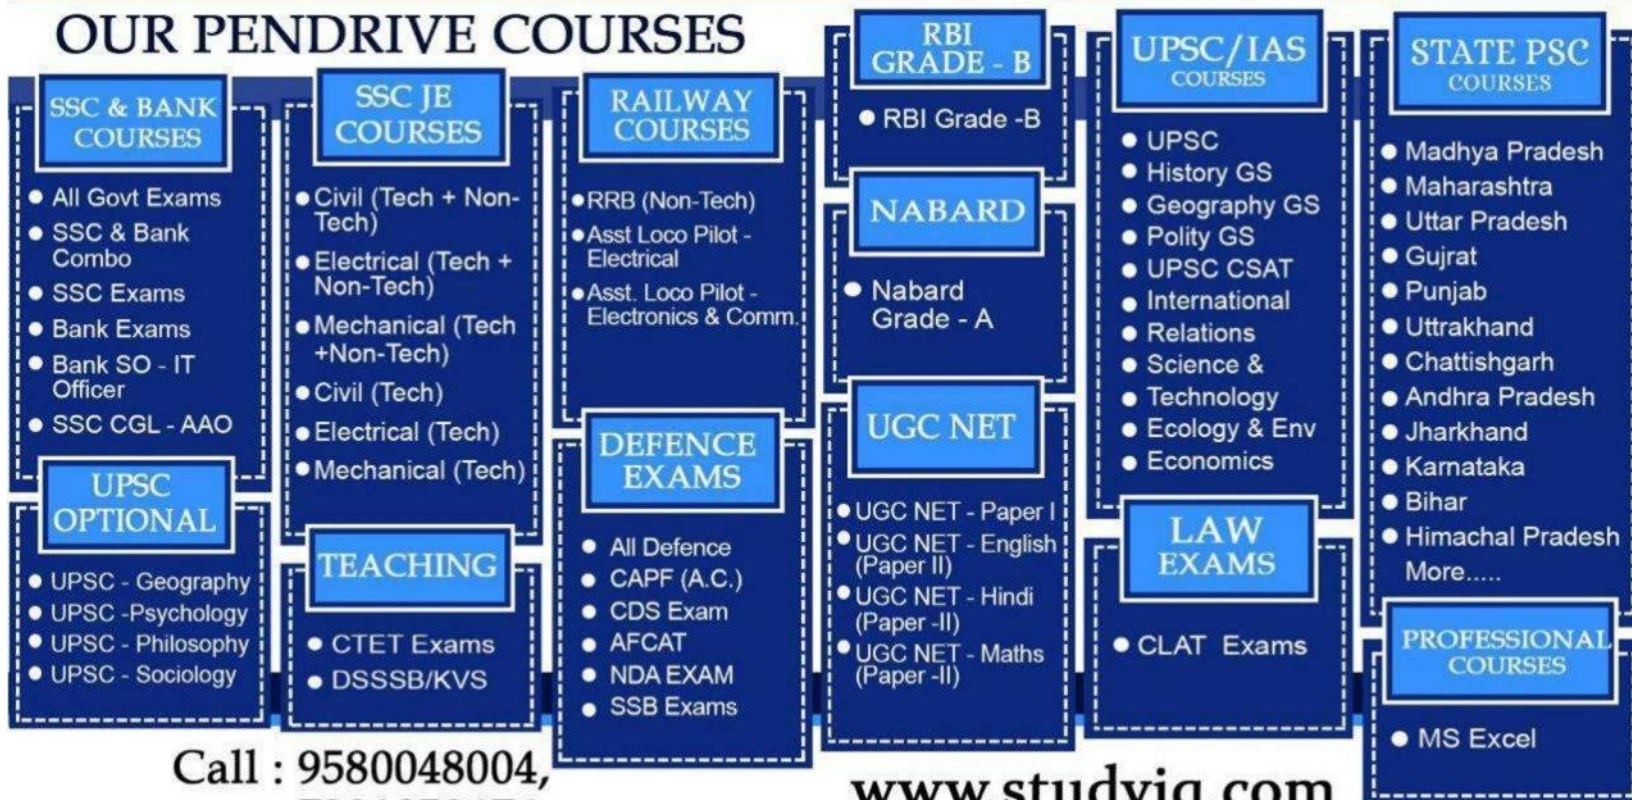 OUR PENDRIVE COURSES
SSC & BANK
COURSES
● All Govt Exams
● SSC & Bank
Combo
● SSC Exams
● Bank Exams
● Bank SO - IT
Officer
● SSC CGL - AAO
UPSC
OPTIONAL
● UPSC - Geography
● UPSC -Psychology
● UPSC - Philosophy
● UPSC - Sociology
SSC JE
COURSES
● Civil (Tech + Non-
Tech)
● Electrical (Tech +
Non-Tech)
● Mechanical (Tech
+Non-Tech)
● Civil (Tech)
● Electrical (Tech)
● Mechanical (Tech)
TEACHING
● CTET Exams
● DSSSB/KVS
RAILWAY
COURSES
● RRB (Non-Tech)
● Asst Loco Pilot -
Electrical
● Asst. Loco Pilot -
Electronics & Comm.
DEFENCE
EXAMS
● All Defence
● CAPF (A.C.)
● CDS Exam
● AFCAT
● NDA EXAM
● SSB Exams
RBI
GRADE - B
● RBI Grade -B
NABARD
● Nabard
Grade - A
UGC NET
● UGC NET - Paper I
● UGC NET - English
(Paper II)
● UGC NET - Hindi
(Paper -II)
● UGC NET - Maths
(Paper -II)
UPSC/IAS
COURSES
● UPSC
● History GS
● Geography GS
● Polity GS
● UPSC CSAT
● International
● Relations
● Science &
● Technology
● Ecology & Env
● Economics
LAW
EXAMS
● CLAT Exams
STATE PSC
COURSES
● Madhya Pradesh
● Maharashtra
● Uttar Pradesh
● Gujrat
● Punjab
● Uttrakhand
● Chattishgarh
● Andhra Pradesh
● Jharkhand
● Karnataka
● Bihar
● Himachal Pradesh
More.....
PROFESSIONAL
COURSES
● MS Excel
Call : 9580048004,
www.studyiq.com